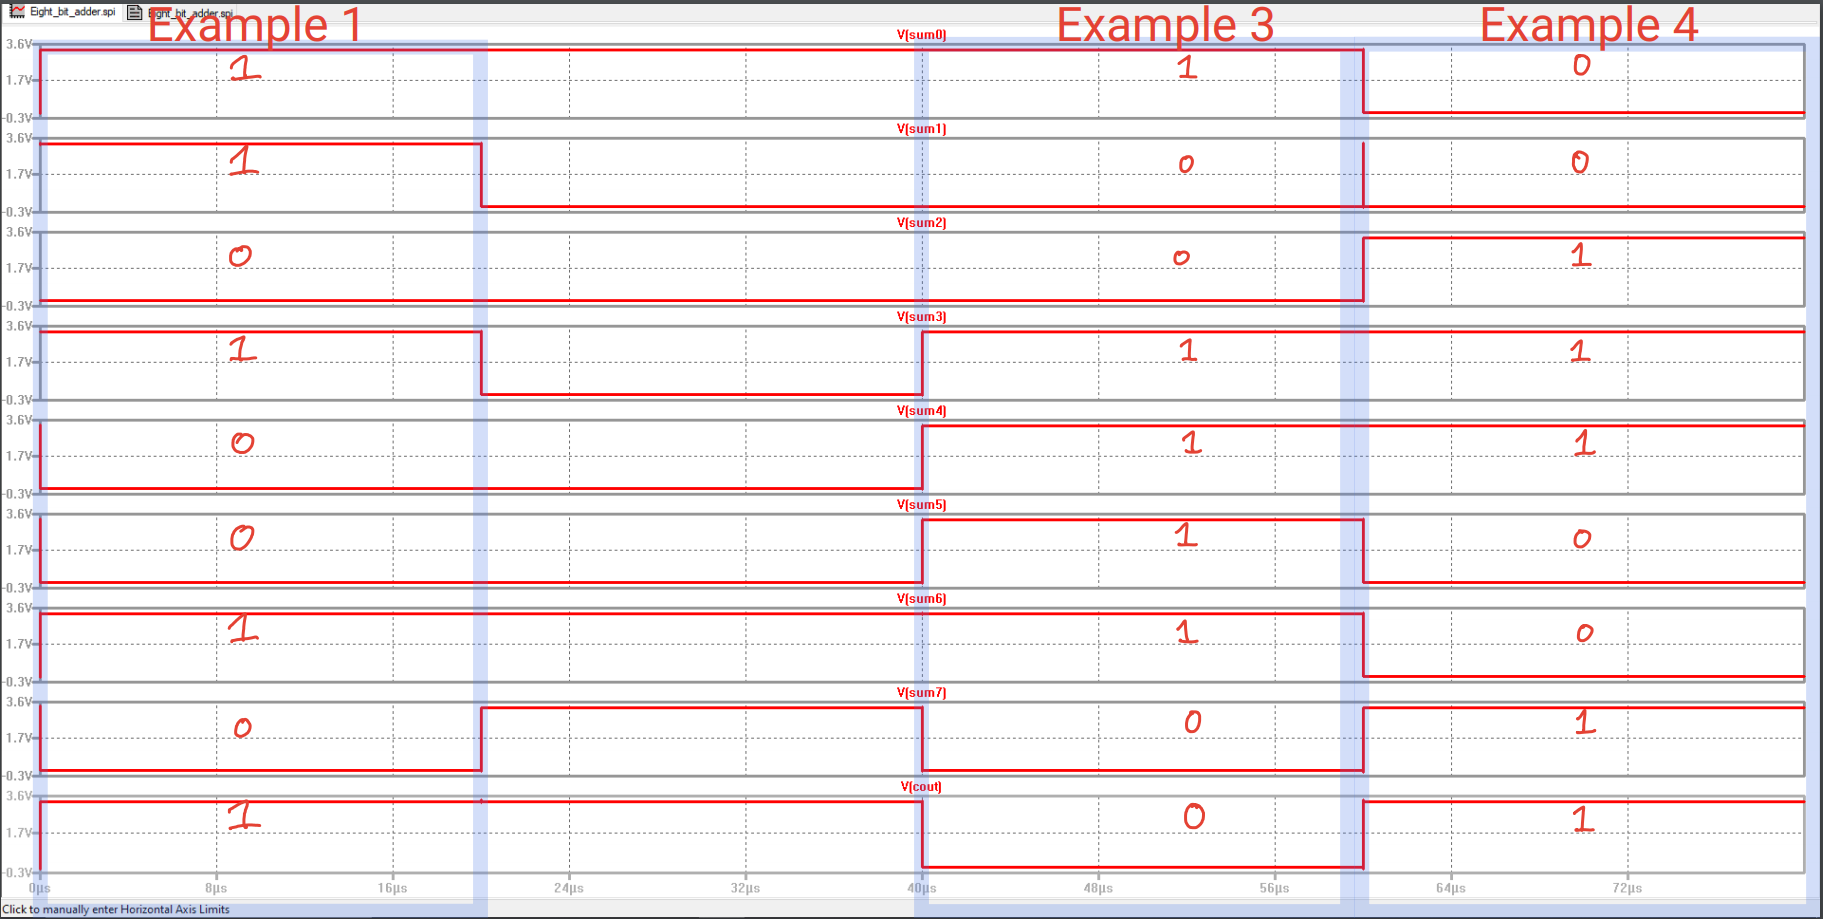 Eight_bit_adder.spi Eight_bit_adder.spi
Example 1 Example 3 Example 4
V(sum0)
3.6V
1.7V 1 1 0
-0.3V
V(sum1)
3.6V
1.7V 1 0 0
-0.3V
V(sum2)
3.6V
1.7V 0 0 1
-0.3V
V(sum3)
3.6V
1.7V 1 1 1
-0.3V
V(sum4)
3.6V
1.7V 0 1 1
-0.3V
V(sum5)
3.6V
1.7V 0 1 0
-0.3V
V(sum6)
3.6V
1.7V 1 1 0
-0.3V
V(sum7)
3.6V
1.7V 0 0 1
-0.3V
V(cout)
3.6V
1.7V 1 0 1
-0.3V
0µs 8µs 16µs 24µs 32µs 40µs 48µs 56µs 64µs 72µs
Click to manually enter Horizontal Axis Limits